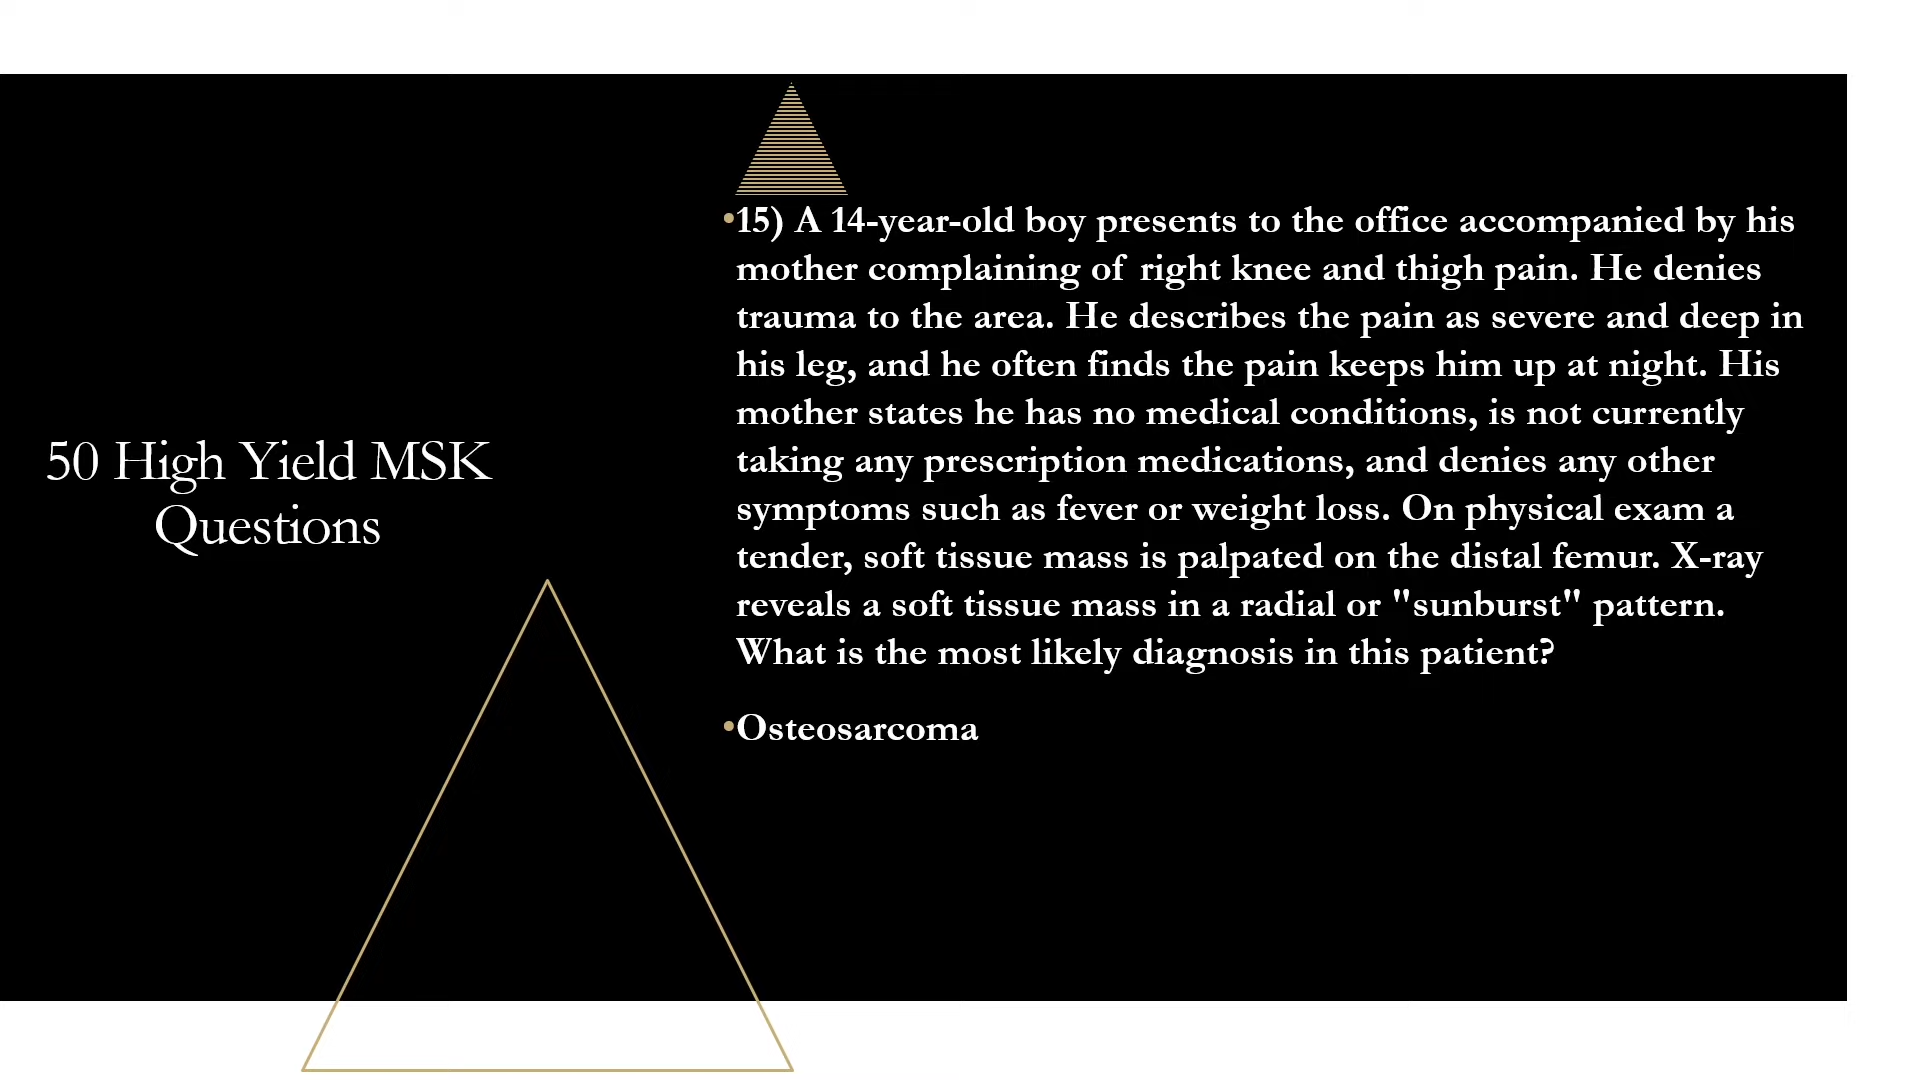 50 High Yield MSK
Questions
•15) A 14-year-old boy presents to the office accompanied by his
mother complaining of right knee and thigh pain. He denies
trauma to the area. He describes the pain as severe and deep in
his leg, and he often finds the pain keeps him up at night. His
mother states he has no medical conditions, is not currently
taking any prescription medications, and denies any other
symptoms such as fever or weight loss. On physical exam a
tender, soft tissue mass is palpated on the distal femur. X-ray
reveals a soft tissue mass in a radial or "sunburst" pattern.
What is the most likely diagnosis in this patient?
•Osteosarcoma